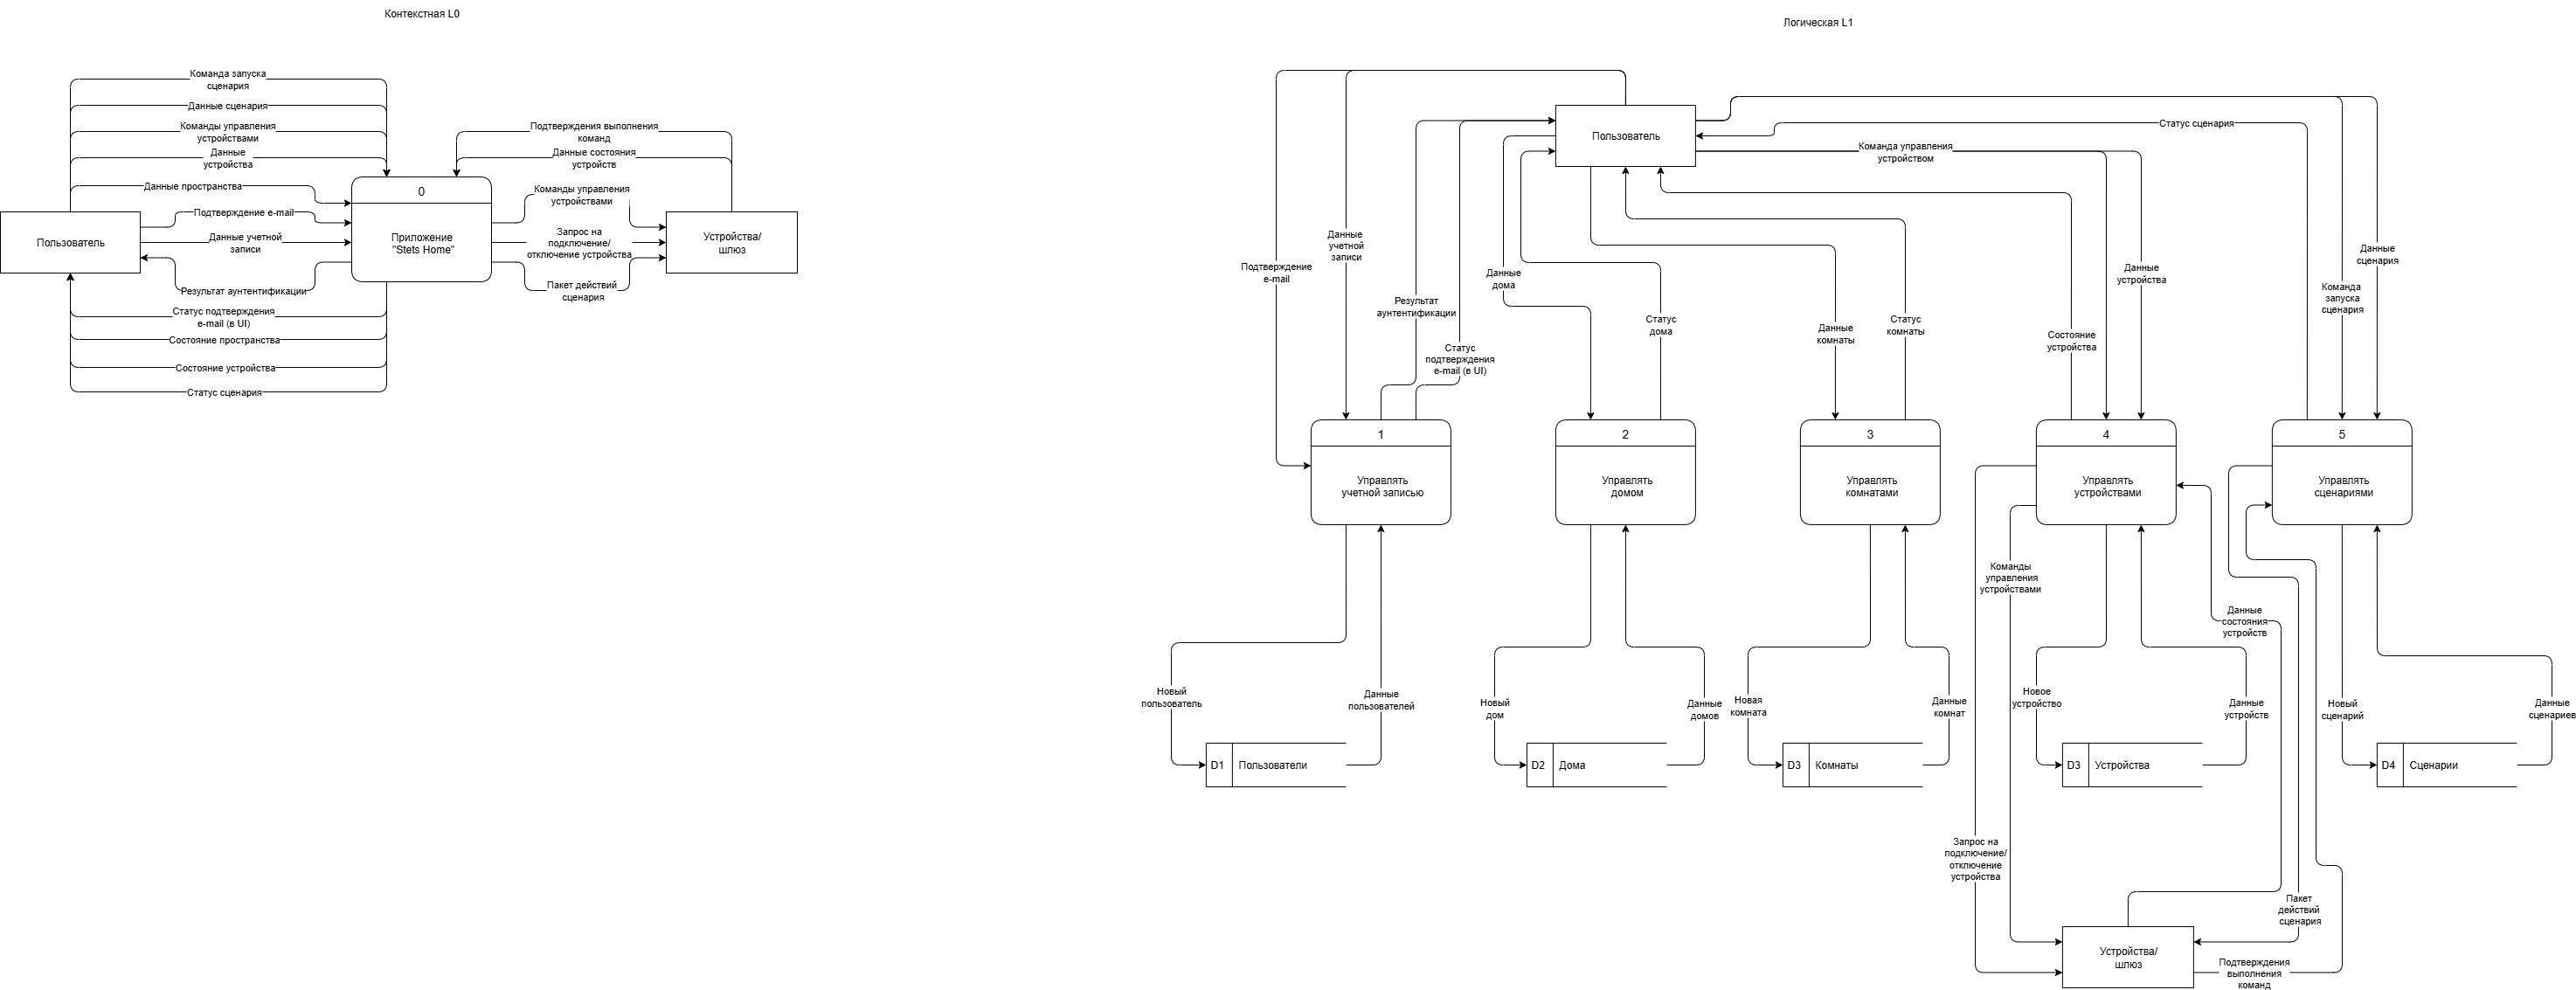 Контекстная L0
Команда запуска
сценария
Данные сценария
Команды управления
устройствами
Данные
устройства
Данные пространства
Подтверждение e-mail
Данные учетной
записи
Результат аунтентификации
Статус подтверждения
e-mail (в UI)
Состояние пространства
Состояние устройства
Статус сценария
Пользователь
0
Приложение
"Stets Home"
Подтверждения выполнения
команд
Данные состояния
устройств
Команды управления
устройствами
Запрос на
подключение/
отключение устройства
Пакет действий
сценария
Устройства/
шлюз
Логическая L1
Пользователь
Статус сценария
Команда управления
устройством
Подтверждение
e-mail
Данные
учетной
записи
Результат
аунтентификации
Статус
подтверждения
e-mail (в UI)
Данные
дома
Статус
дома
Данные
комнаты
Статус
комнаты
Состояние
устройства
Данные
устройства
Команда
запуска
сценария
Данные
сценария
1
Управлять
учетной записью
2
Управлять
домом
3
Управлять
комнатами
4
Управлять
устройствами
5
Управлять
сценариями
Команды
управления
устройствами
Данные
состояния
устройств
Новый
пользователь
Данные
пользователей
Новый
дом
Данные
домов
Новая
комната
Данные
комнат
Новое
устройство
Данные
устройств
Новый
сценарий
Данные
сценариев
D1 Пользователи
D2 Дома
D3 Комнаты
D3 Устройства
D4 Сценарии
Запрос на
подключение/
отключение
устройства
Пакет
действий
сценария
Устройства/
шлюз
Подтверждения
выполнения
команд